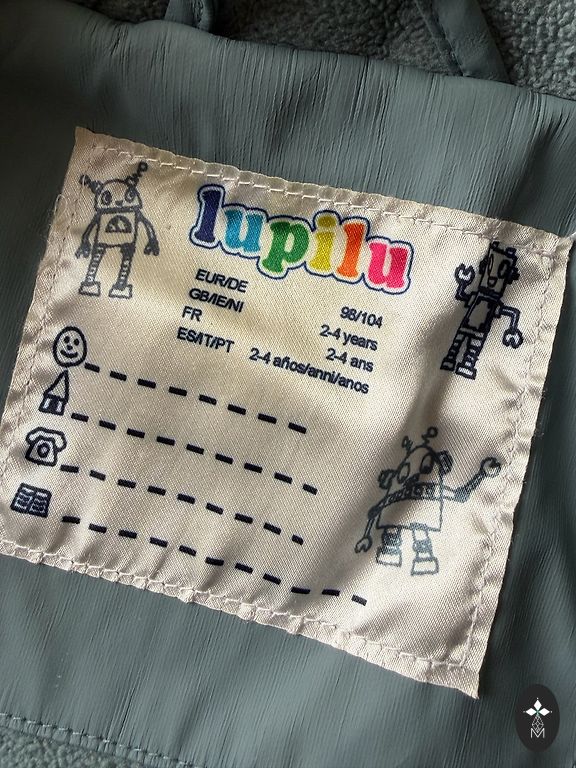 lupilu
EUR/DE 98/104
GB/IE/NI 2-4 years
FR 2-4 ans
ES/IT/PT 2-4 años/anni/anos
M